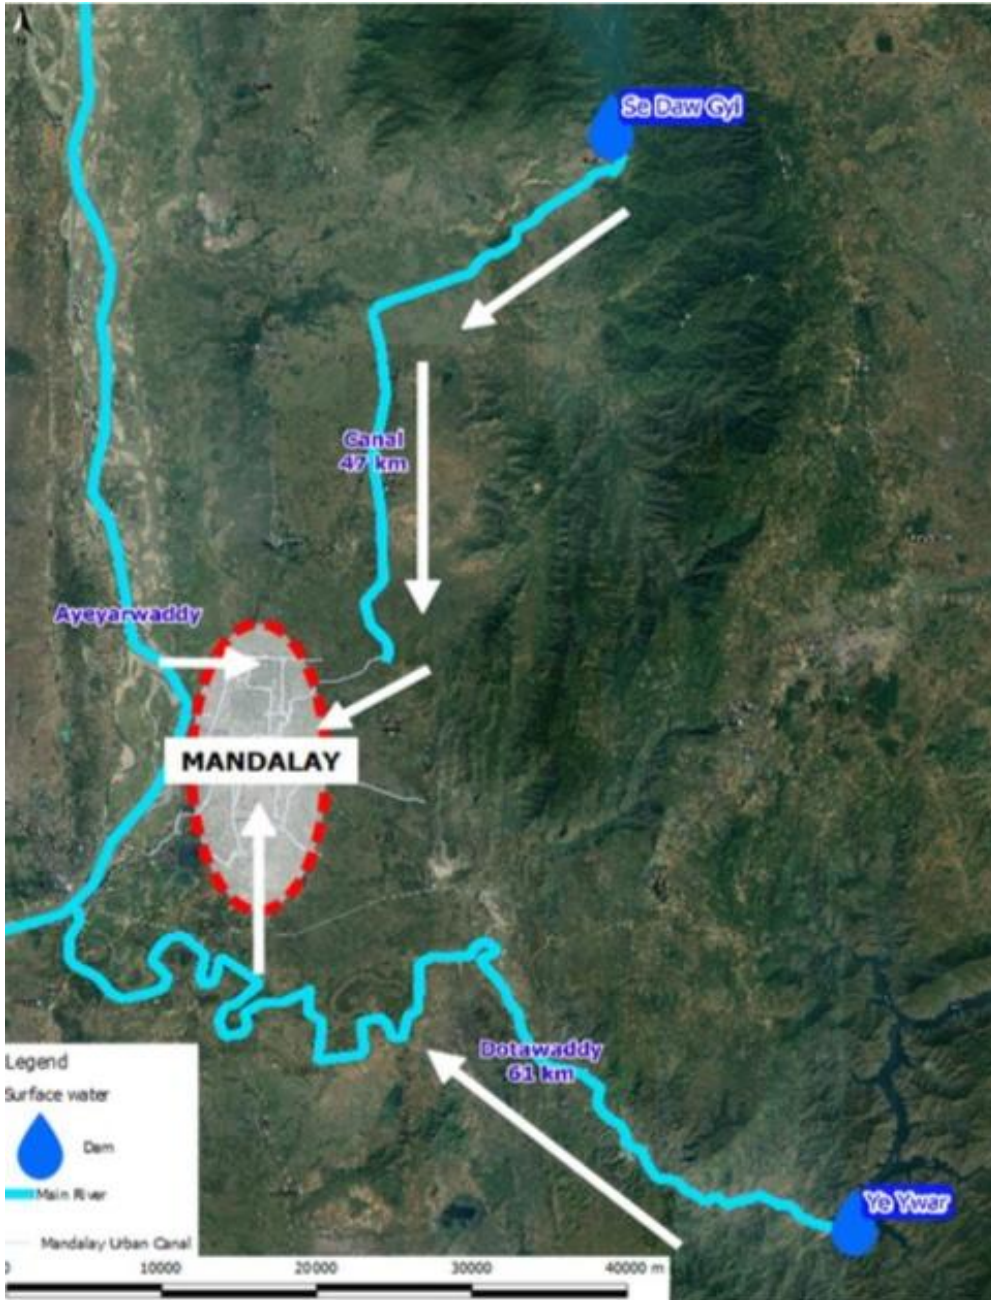 Se Daw Gyi
Canal
47 km
Ayeyarwaddy
MANDALAY
Dotawaddy
61 km
Ye Ywar
Legend
Surface water
Dam
Main River
Mandalay Urban Canal
0 10000 20000 30000 40000 m